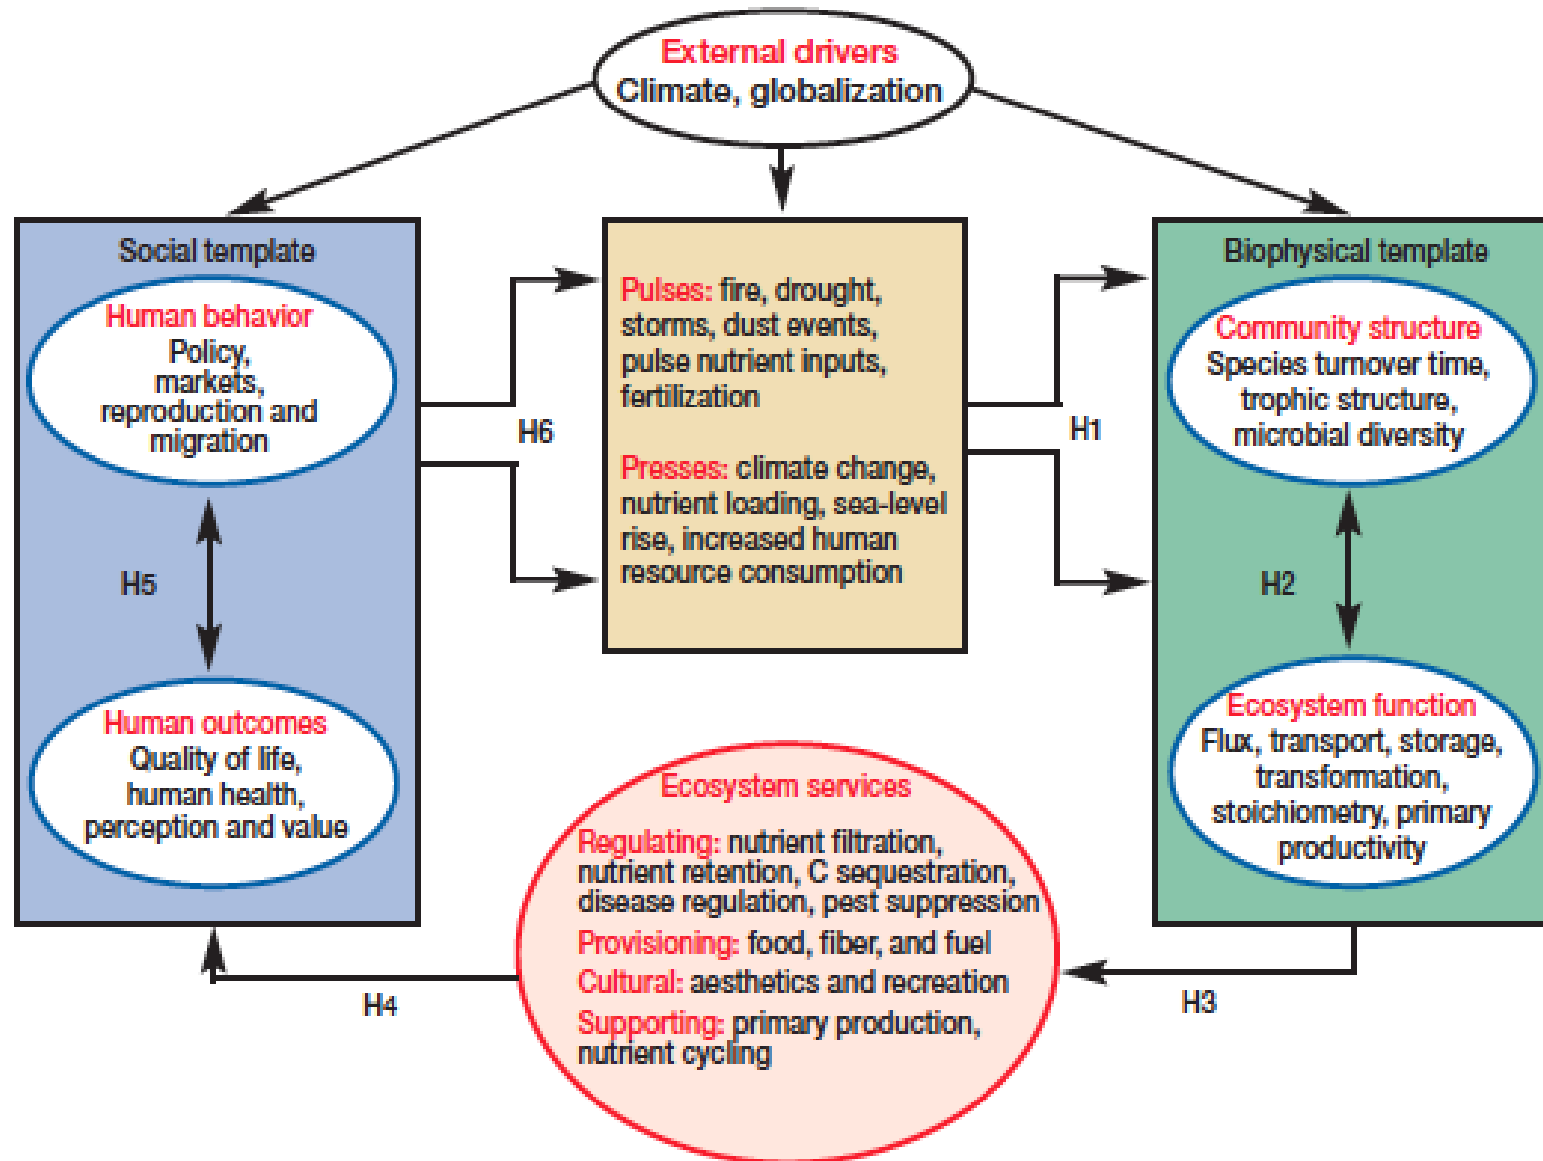 External drivers
Climate, globalization
Social template
Human behavior
Policy,
markets,
reproduction and
migration
H5
Human outcomes
Quality of life,
human health,
perception and value
H6
Pulses: fire, drought,
storms, dust events,
pulse nutrient inputs,
fertilization
Presses: climate change,
nutrient loading, sea-level
rise, increased human
resource consumption
H1
Biophysical template
Community structure
Species turnover time,
trophic structure,
microbial diversity
H2
Ecosystem function
Flux, transport, storage,
transformation,
stoichiometry, primary
productivity
H3
Ecosystem services
Regulating: nutrient filtration,
nutrient retention, C sequestration,
disease regulation, pest suppression
Provisioning: food, fiber, and fuel
Cultural: aesthetics and recreation
Supporting: primary production,
nutrient cycling
H4